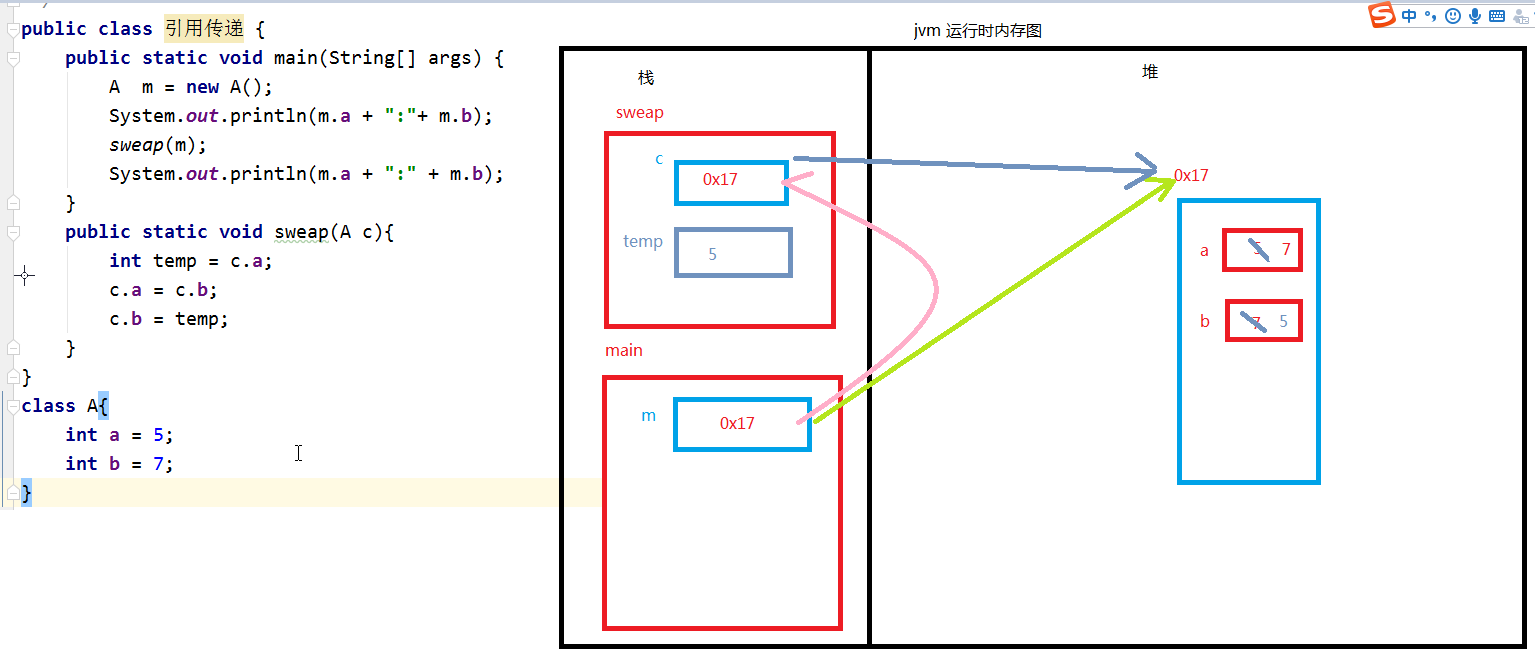 public class 引用传递 {
public static void main(String[] args) {
A  m = new A();
System.out.println(m.a + ":"+ m.b);
sweap(m);
System.out.println(m.a + ":" + m.b);
}
public static void sweap(A c){
int temp = c.a;
c.a = c.b;
c.b = temp;
}
}
class A{
int a = 5;
int b = 7;
}
中
jvm 运行时内存图
栈
堆
sweap
c
0x17
temp
5
main
m
0x17
0x17
a
5 7
b
7 5